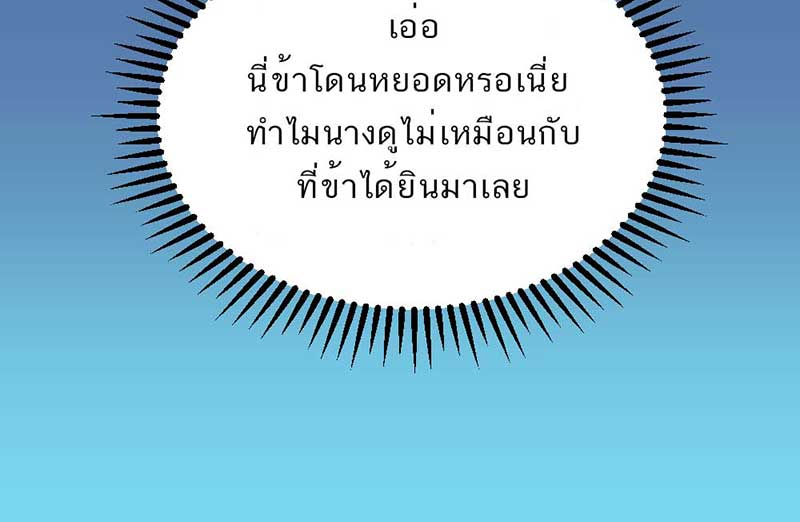 เอ่อ
นี่ข้าโดนหยอดหรอเนี่ย
ทำไมนางดูไม่เหมือนกับ
ที่ข้าได้ยินมาเลย